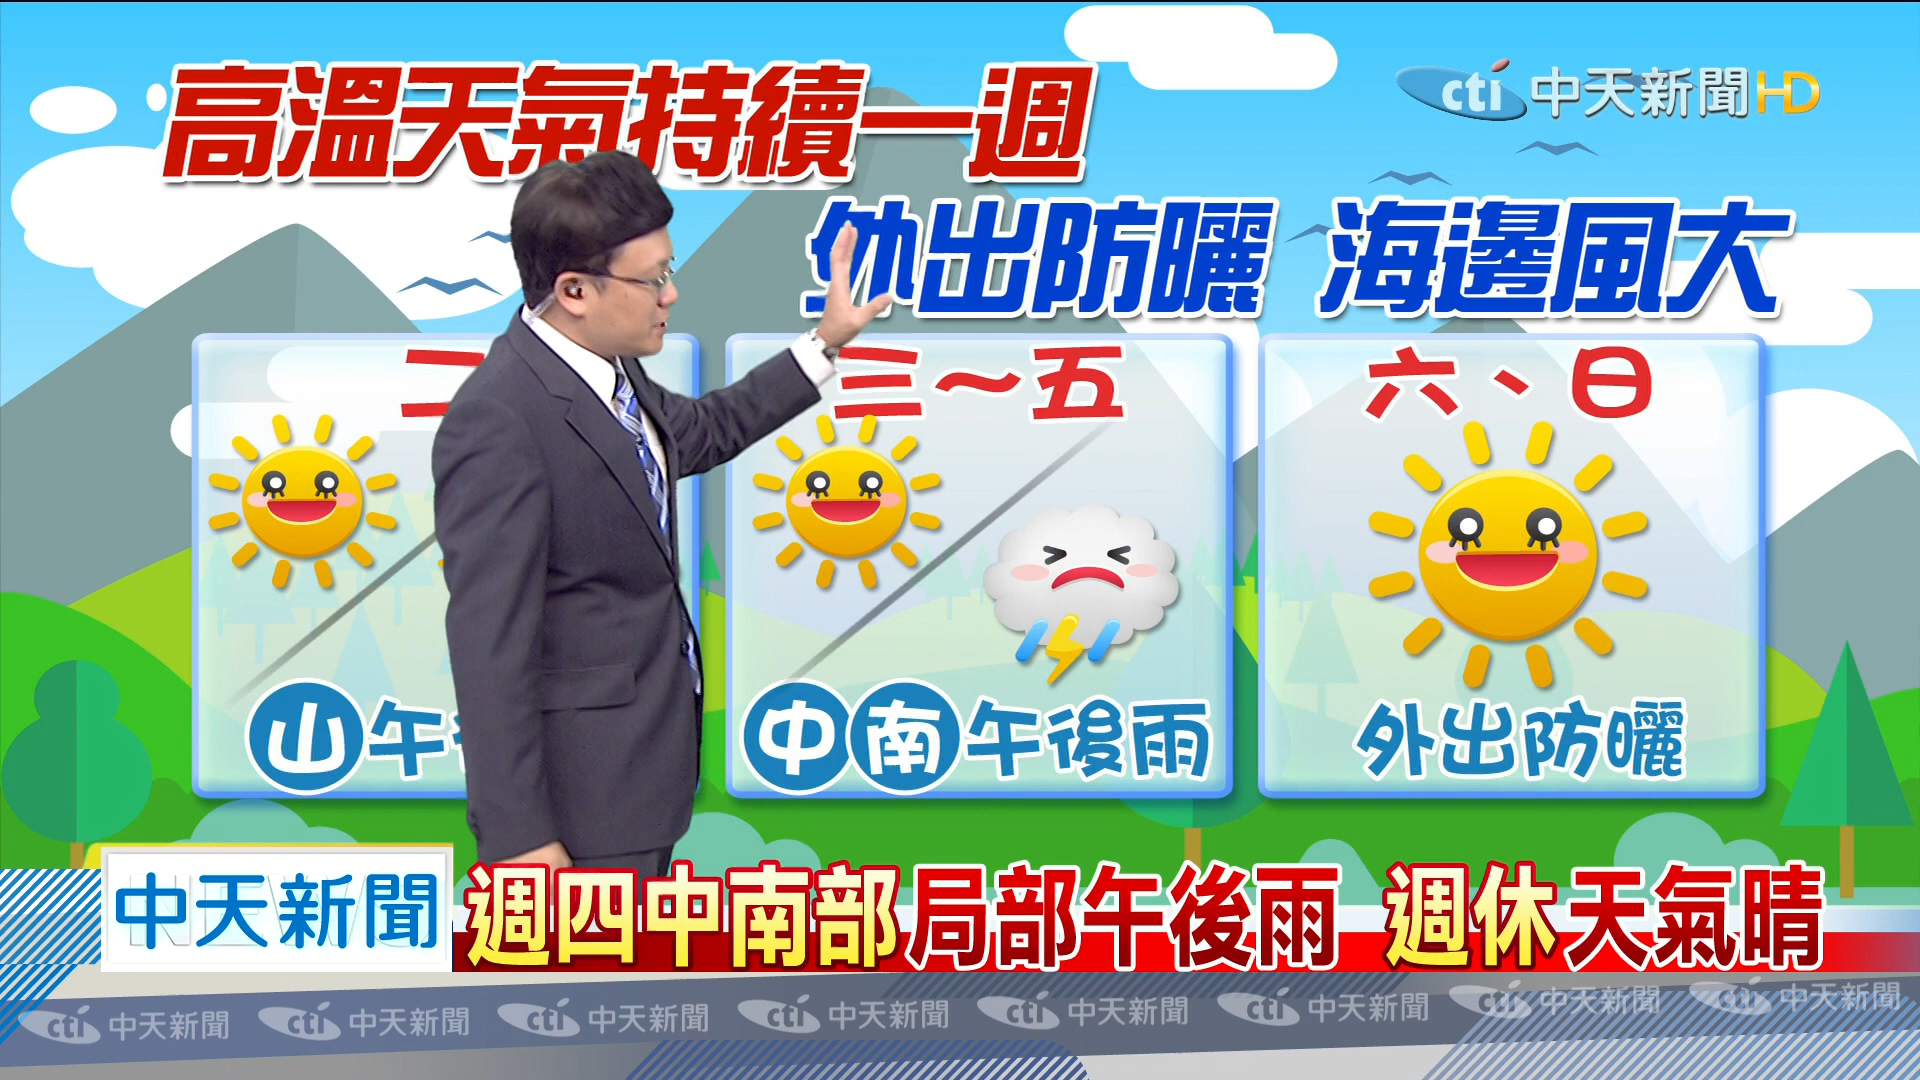 高溫天氣持續一週
cti 中天新聞HD
外出防曬 海邊風大
二
三～五
六、日
山午
中南午後雨
外出防曬
中天新聞
週四中南部局部午後雨 週休天氣晴
cti 中天新聞 cti 中天新聞 cti 中天新聞 cti 中天新聞 cti 中天新聞 cti 中天新聞 cti 中天新聞 cti 中天新聞